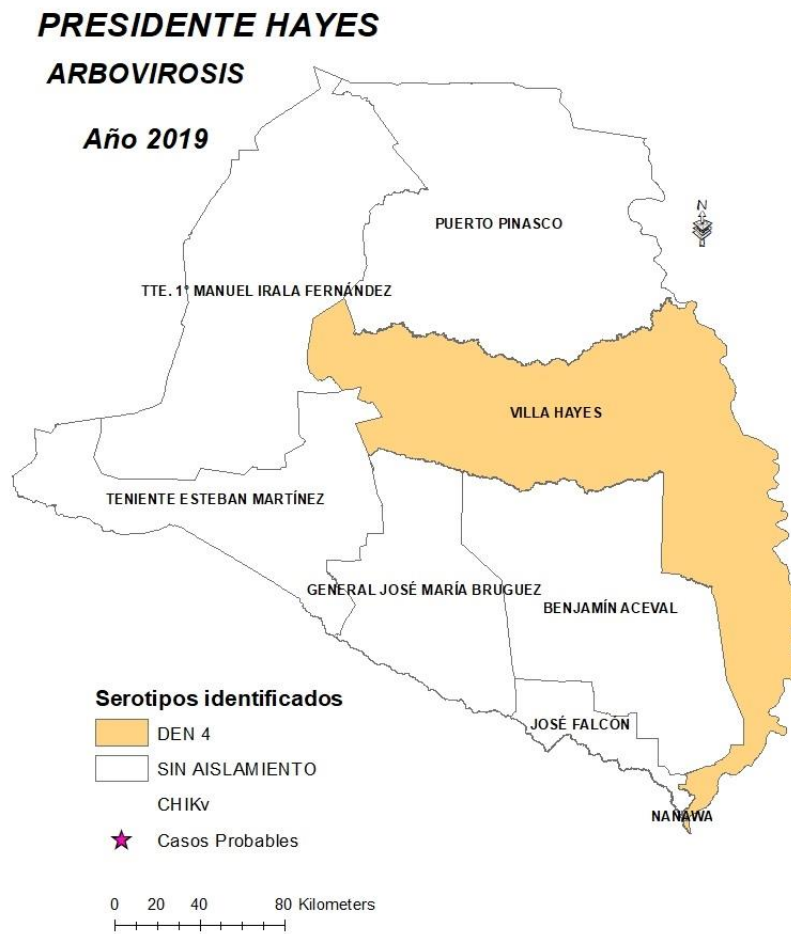 PRESIDENTE HAYES
ARBOVIROSIS
Año 2019
N
PUERTO PINASCO
TTE. 1° MANUEL IRALA FERNÁNDEZ
VILLA HAYES
TENIENTE ESTEBAN MARTÍNEZ
GENERAL JOSÉ MARÍA BRUGUEZ
BENJAMÍN ACEVAL
JOSÉ FALCÓN
NANAWA
Serotipos identificados
DEN 4
SIN AISLAMIENTO
CHIKv
Casos Probables
0 20 40 80 Kilometers